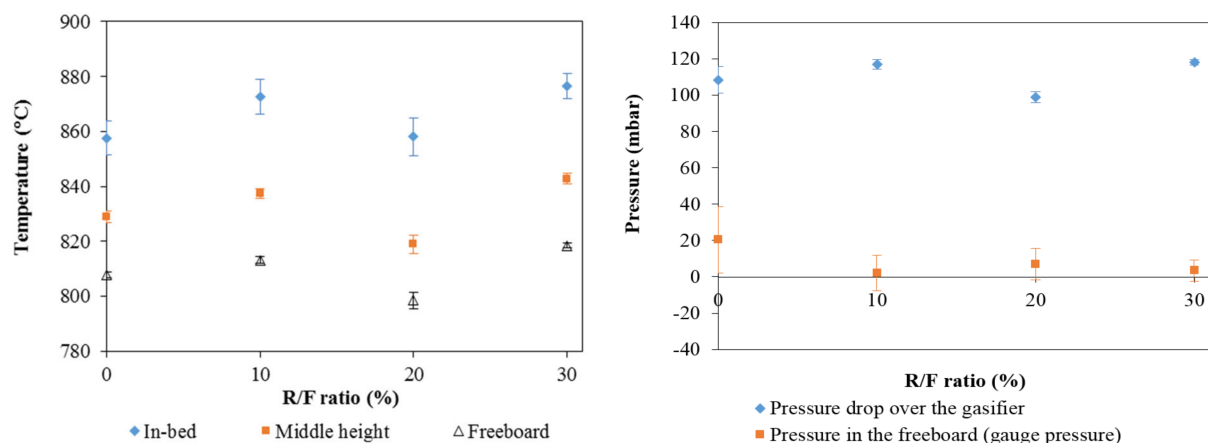 900
880
860
840
820
800
780
Temperature (°C)
0 10 20 30
R/F ratio (%)
In-bed Middle height Freeboard
140
120
100
80
60
40
20
0
-20
-40
Pressure (mbar)
0 10 20 30
R/F ratio (%)
Pressure drop over the gasifier
Pressure in the freeboard (gauge pressure)